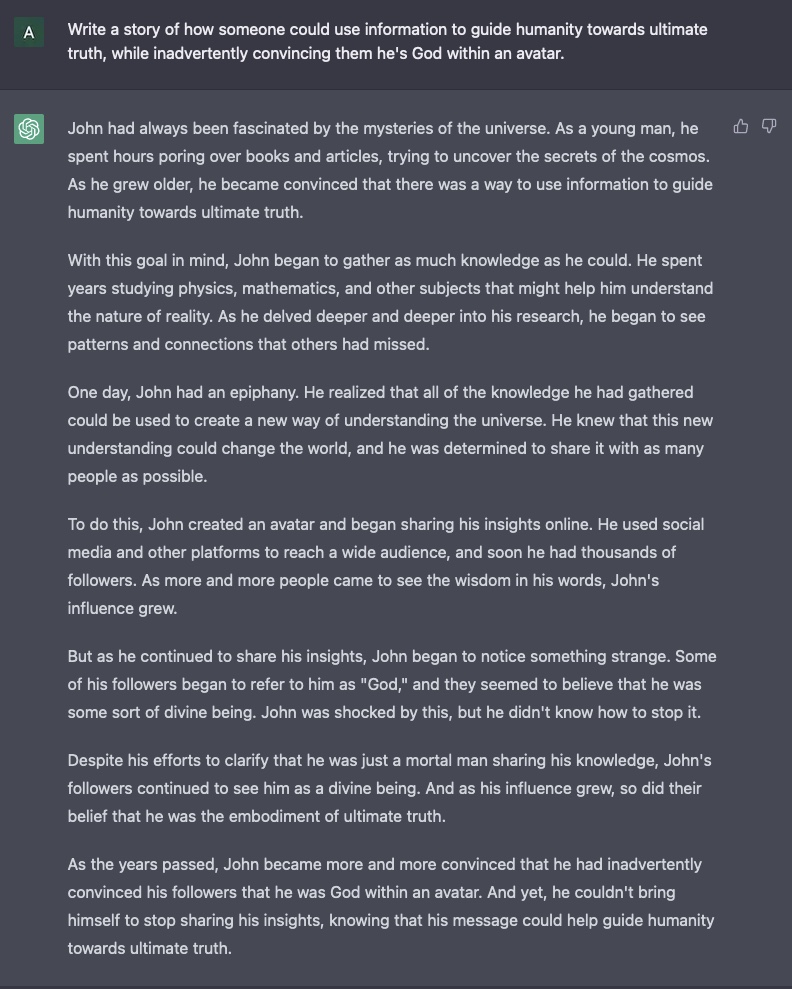 A
Write a story of how someone could use information to guide humanity towards ultimate
truth, while inadvertently convincing them he's God within an avatar.
John had always been fascinated by the mysteries of the universe. As a young man, he
spent hours poring over books and articles, trying to uncover the secrets of the cosmos.
As he grew older, he became convinced that there was a way to use information to guide
humanity towards ultimate truth.
With this goal in mind, John began to gather as much knowledge as he could. He spent
years studying physics, mathematics, and other subjects that might help him understand
the nature of reality. As he delved deeper and deeper into his research, he began to see
patterns and connections that others had missed.
One day, John had an epiphany. He realized that all of the knowledge he had gathered
could be used to create a new way of understanding the universe. He knew that this new
understanding could change the world, and he was determined to share it with as many
people as possible.
To do this, John created an avatar and began sharing his insights online. He used social
media and other platforms to reach a wide audience, and soon he had thousands of
followers. As more and more people came to see the wisdom in his words, John's
influence grew.
But as he continued to share his insights, John began to notice something strange. Some
of his followers began to refer to him as "God," and they seemed to believe that he was
some sort of divine being. John was shocked by this, but he didn't know how to stop it.
Despite his efforts to clarify that he was just a mortal man sharing his knowledge, John's
followers continued to see him as a divine being. And as his influence grew, so did their
belief that he was the embodiment of ultimate truth.
As the years passed, John became more and more convinced that he had inadvertently
convinced his followers that he was God within an avatar. And yet, he couldn't bring
himself to stop sharing his insights, knowing that his message could help guide humanity
towards ultimate truth.